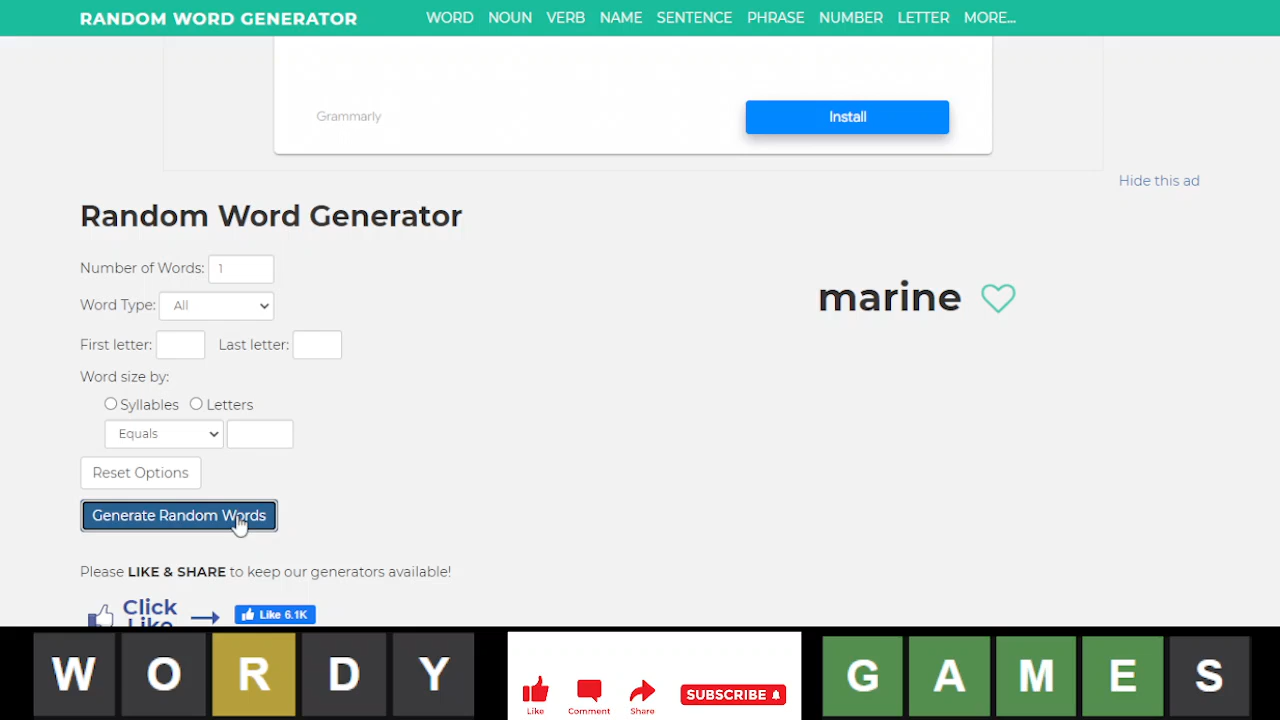 RANDOM WORD GENERATOR WORD NOUN VERB NAME SENTENCE PHRASE NUMBER LETTER MORE...
Grammarly Install
Hide this ad
Random Word Generator
Number of Words: 1
marine
Word Type: All
First letter: Last letter:
Word size by:
Syllables Letters
Equals
Reset Options
Generate Random Words
Please LIKE & SHARE to keep our generators available!
Click
Like
Like 6.1K
WORDY
Like Comment Share
SUBSCRIBE
GAMES